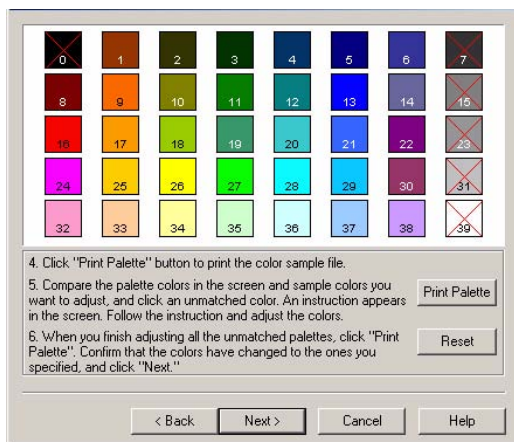 0 1 2 3 4 5 6 7
8 9 10 11 12 13 14 15
16 17 18 19 20 21 22 23
24 25 26 27 28 29 30 31
32 33 34 35 36 37 38 39
4. Click "Print Palette" button to print the color sample file.
5. Compare the palette colors in the screen and sample colors you
want to adjust, and click an unmatched color. An instruction appears
in the screen. Follow the instruction and adjust the colors.
Print Palette
6. When you finish adjusting all the unmatched palettes, click "Print
Palette". Confirm that the colors have changed to the ones you
specified, and click "Next."
Reset
< Back Next > Cancel Help